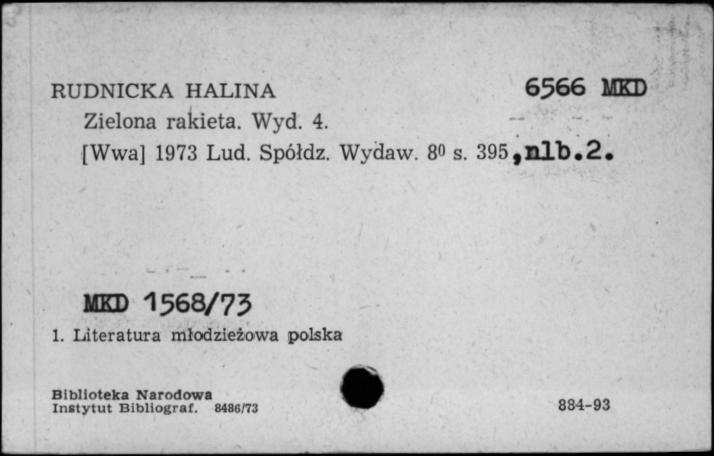 RUDNICKA HALINA 6566 MKD
Zielona rakieta. Wyd. 4.
[Wwa] 1973 Lud. Spółdz. Wydaw. 8⁰ s. 395,nlb.2.
MKD 1568/73
1. Literatura młodzieżowa polska
Biblioteka Narodowa
Instytut Bibliograf. 8486/73 884-93